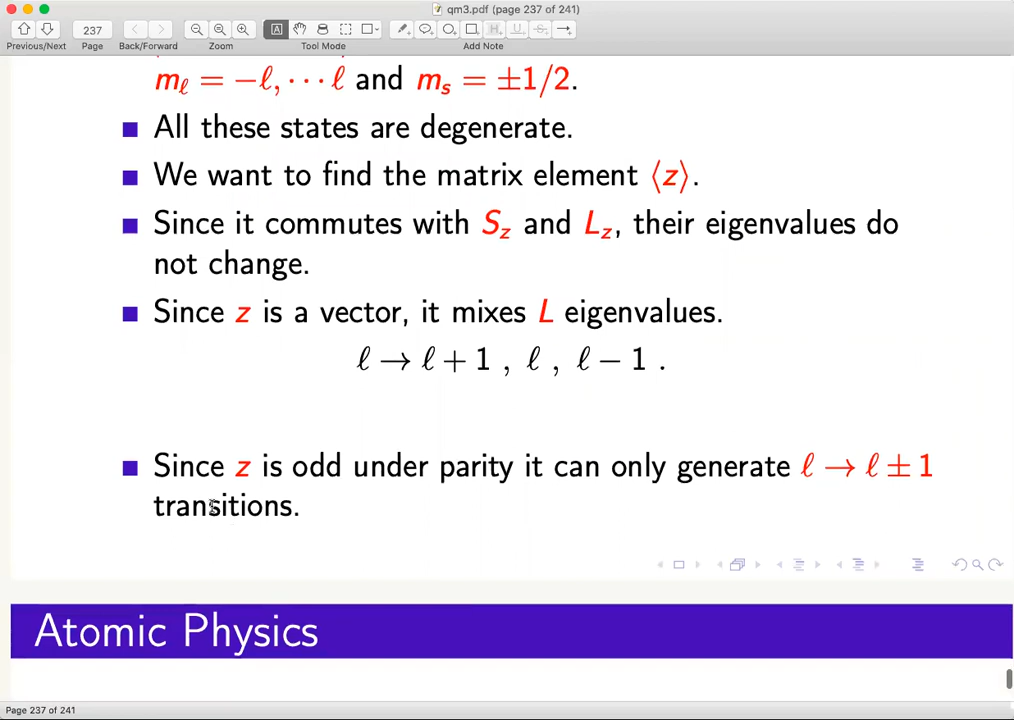 qm3.pdf (page 237 of 241)
237 A
Previous/Next Page Back/Forward Zoom Tool Mode Add Note
mℓ = −ℓ, ··· ℓ and ms = ±1/2.
All these states are degenerate.
We want to find the matrix element ⟨z⟩.
Since it commutes with Sz and Lz, their eigenvalues do
not change.
Since z is a vector, it mixes L eigenvalues.
ℓ → ℓ + 1 , ℓ , ℓ − 1 .
Since z is odd under parity it can only generate ℓ → ℓ ± 1
transitions.
Atomic Physics
Page 237 of 241